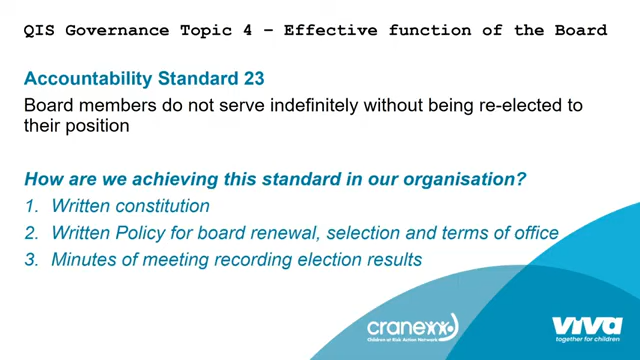 QIS Governance Topic 4 – Effective function of the Board
Accountability Standard 23
Board members do not serve indefinitely without being re-elected to
their position
How are we achieving this standard in our organisation?
1. Written constitution
2. Written Policy for board renewal, selection and terms of office
3. Minutes of meeting recording election results
crane
Children at Risk Action Network
viva
together for children